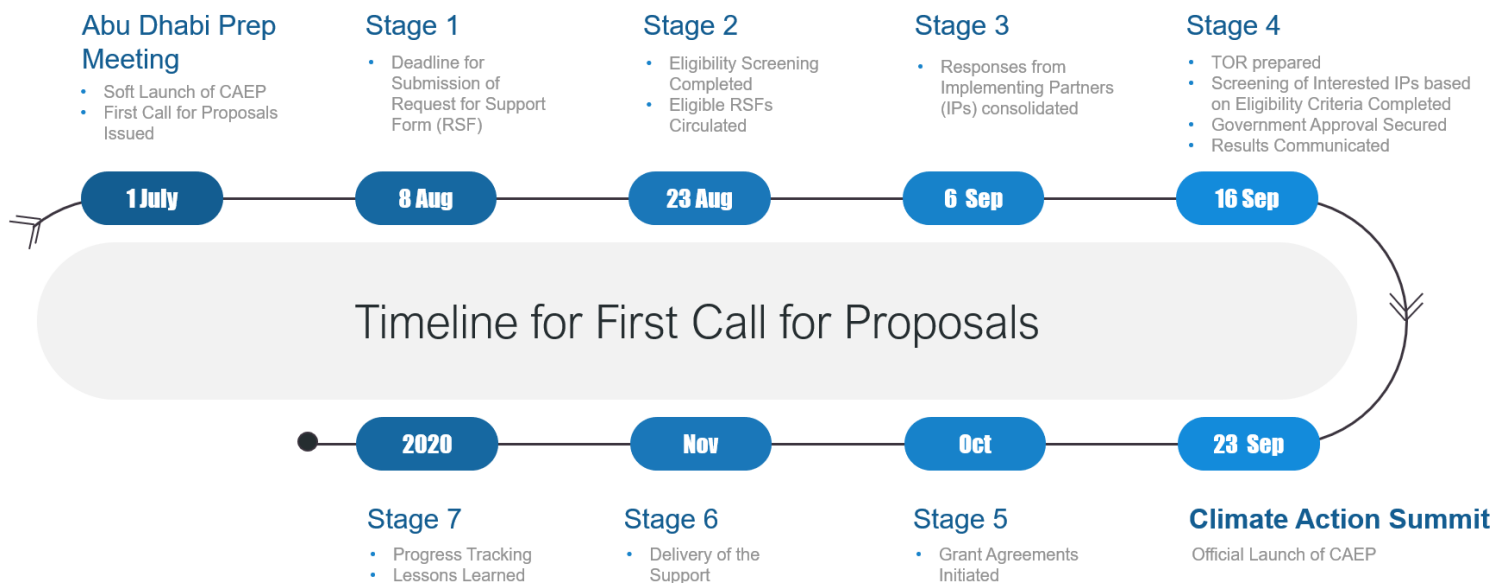 Abu Dhabi Prep
Meeting
• Soft Launch of CAEP
• First Call for Proposals
Issued
Stage 1
• Deadline for
Submission of
Request for Support
Form (RSF)
Stage 2
• Eligibility Screening
Completed
• Eligible RSFs
Circulated
Stage 3
• Responses from
Implementing Partners
(IPs) consolidated
Stage 4
• TOR prepared
• Screening of Interested IPs based
on Eligibility Criteria Completed
• Government Approval Secured
• Results Communicated
1 July
8 Aug
23 Aug
6 Sep
16 Sep
Timeline for First Call for Proposals
2020
Nov
Oct
23 Sep
Stage 7
• Progress Tracking
• Lessons Learned
Stage 6
• Delivery of the
Support
Stage 5
• Grant Agreements
Initiated
Climate Action Summit
Official Launch of CAEP